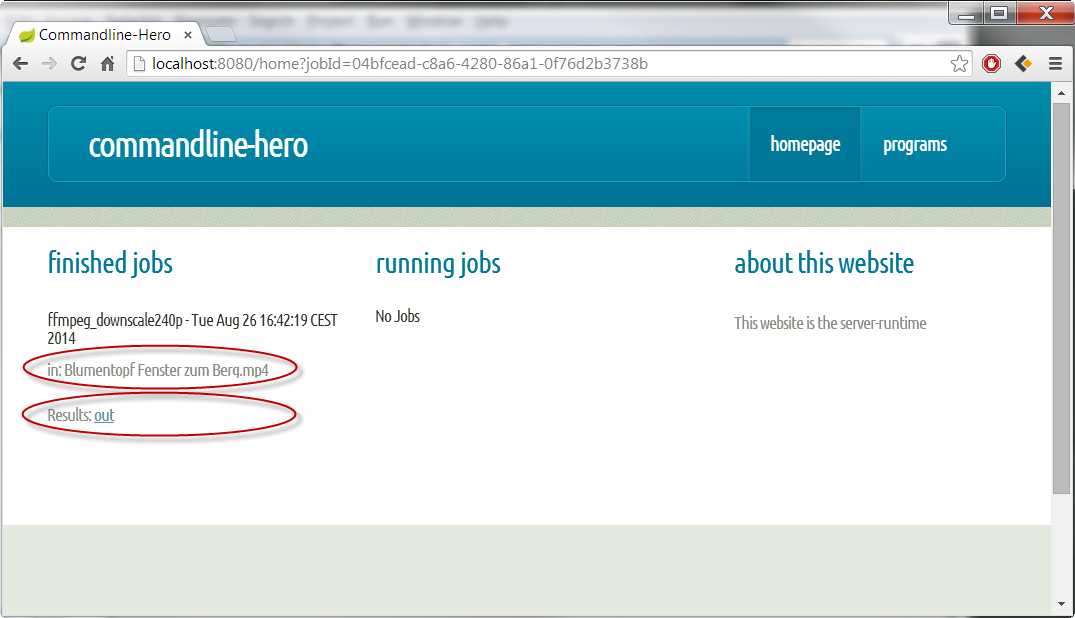 Commandline-Hero
localhost:8080/home?jobId=04bfcead-c8a6-4280-86a1-0f76d2b3738b
commandline-hero
homepage
programs
finished jobs
ffmpeg_downscale240p - Tue Aug 26 16:42:19 CEST
2014
in: Blumentopf Fenster zum Berg.mp4
Results: out
running jobs
No Jobs
about this website
This website is the server-runtime